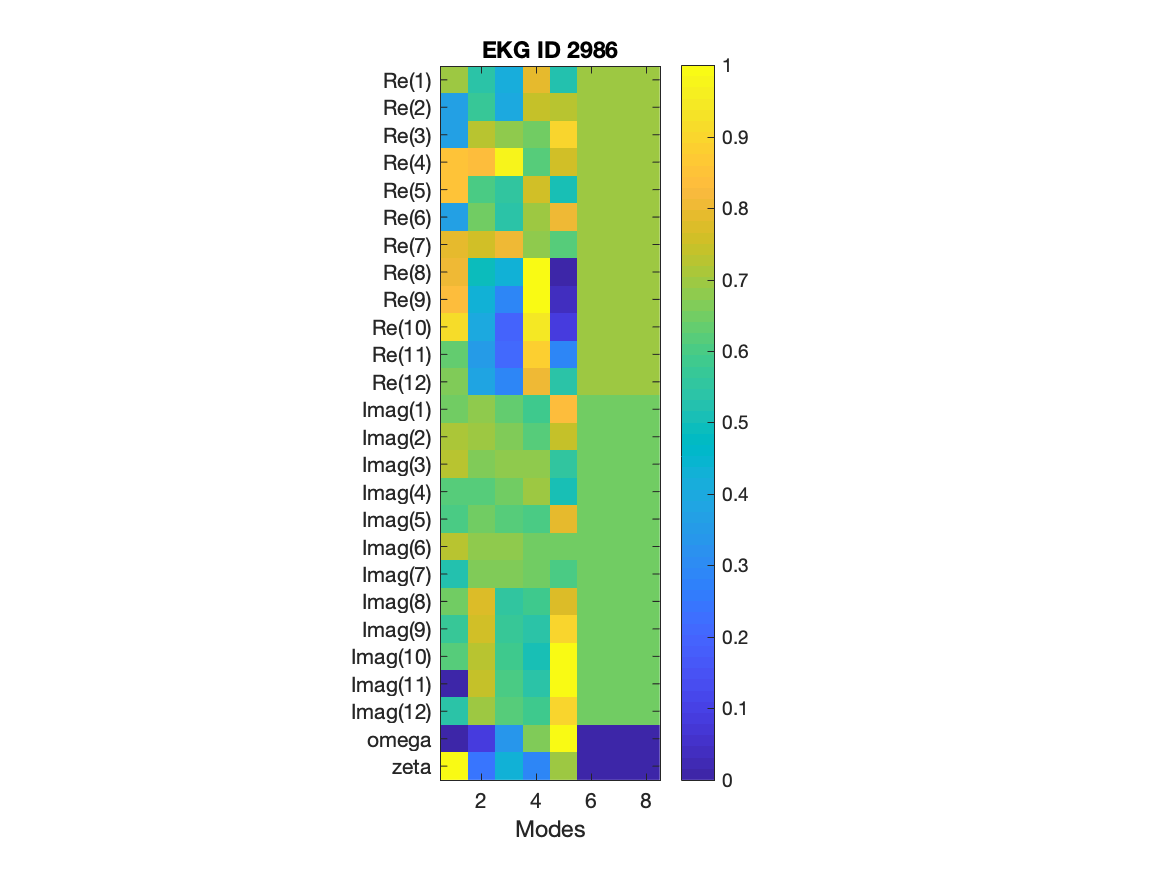 EKG ID 2986
Re(1)
Re(2)
Re(3)
Re(4)
Re(5)
Re(6)
Re(7)
Re(8)
Re(9)
Re(10)
Re(11)
Re(12)
Imag(1)
Imag(2)
Imag(3)
Imag(4)
Imag(5)
Imag(6)
Imag(7)
Imag(8)
Imag(9)
Imag(10)
Imag(11)
Imag(12)
omega
zeta
2 4 6 8
Modes
1
0.9
0.8
0.7
0.6
0.5
0.4
0.3
0.2
0.1
0